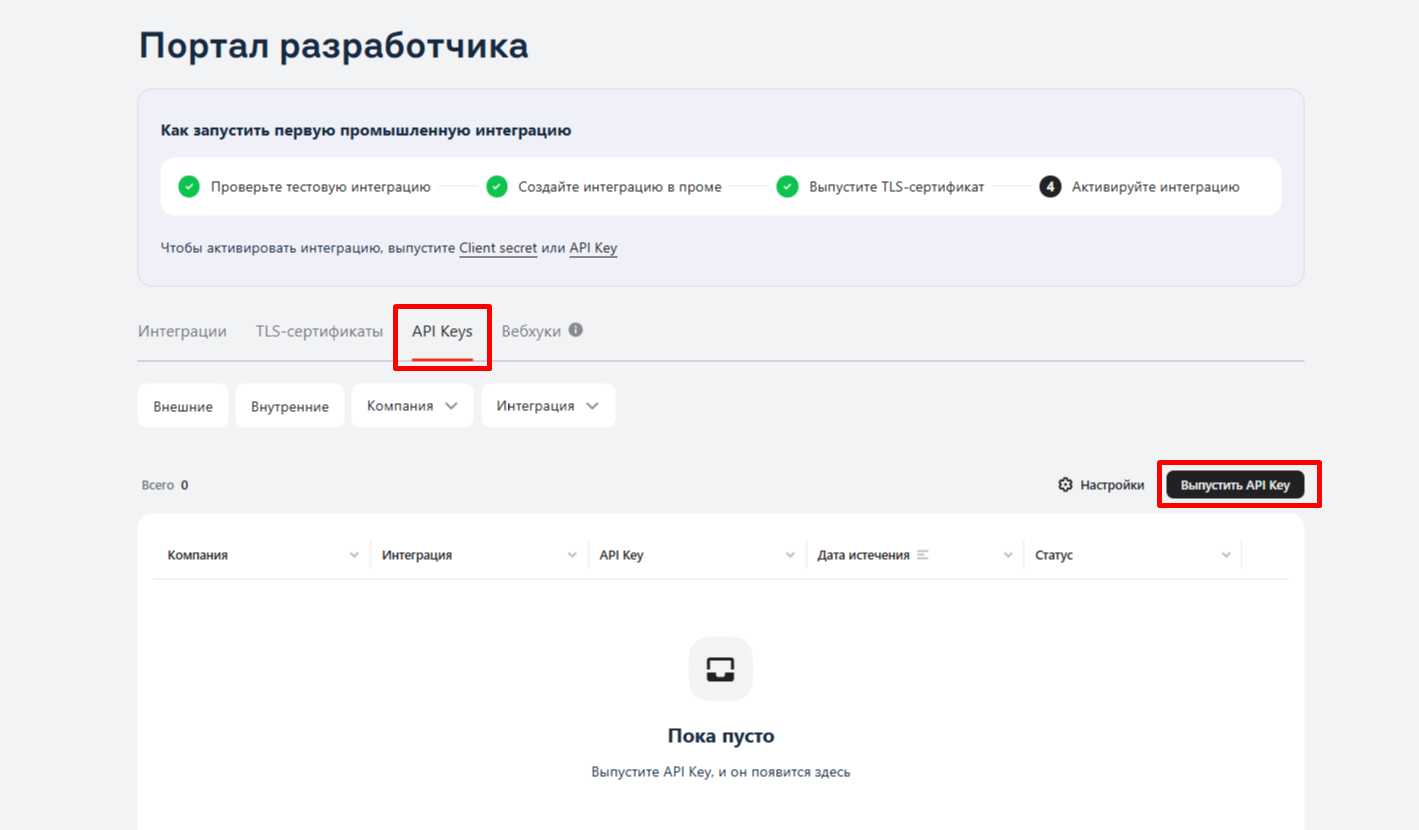 Портал разработчика
Как запустить первую промышленную интеграцию
Проверьте тестовую интеграцию Создайте интеграцию в проме Выпустите TLS-сертификат 4 Активируйте интеграцию
Чтобы активировать интеграцию, выпустите Client secret или API Key
Интеграции TLS-сертификаты API Keys Вебхуки
Внешние Внутренние Компания Интеграция
Всего 0 Настройки Выпустить API Key
Компания Интеграция API Key Дата истечения Статус
Пока пусто
Выпустите API Key, и он появится здесь